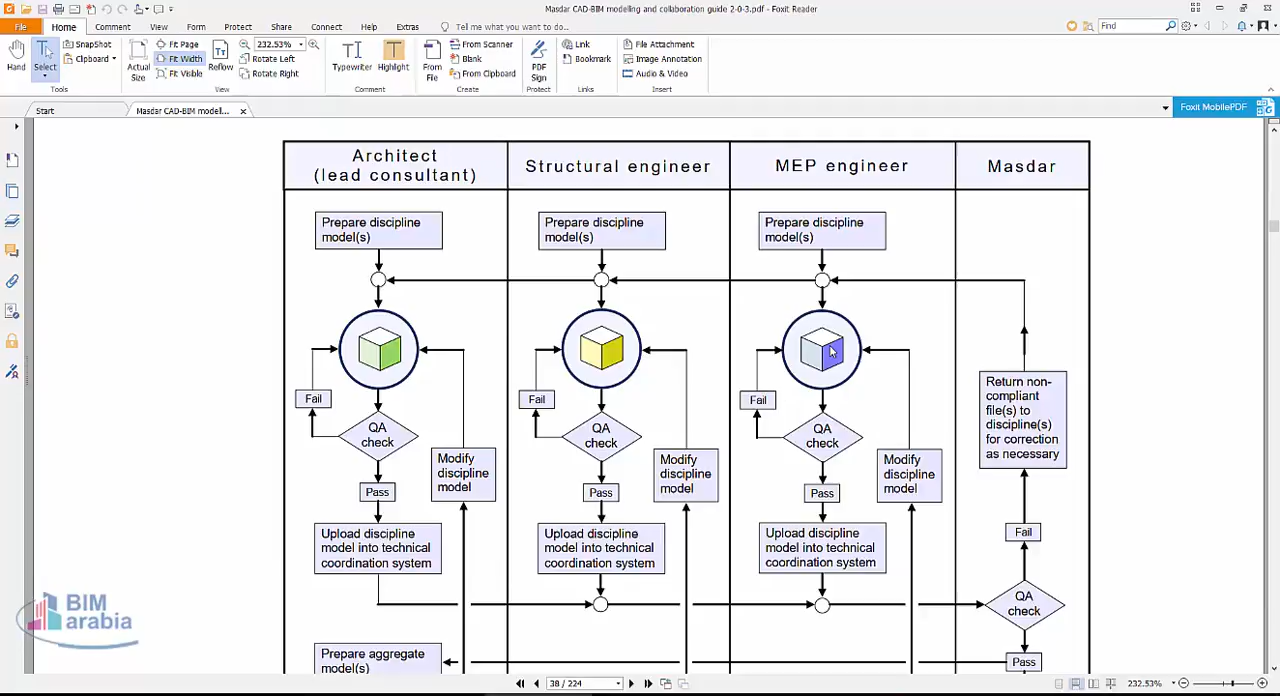 Masdar CAD-BIM modelling and collaboration guide 2-0-3.pdf - Foxit Reader
File Home Comment View Form Protect Share Connect Help Extras Tell me what you want to do...
Find
Hand
Select
SnapShot
Clipboard
Tools
Actual Size
Fit Page
Fit Width
Fit Visible
Reflow
232.53%
Rotate Left
Rotate Right
View
Typewriter
Highlight
Comment
From File
From Scanner
Blank
From Clipboard
Create
PDF Sign
Protect
Link
Bookmark
Links
File Attachment
Image Annotation
Audio & Video
Insert
Start
Masdar CAD-BIM modell...
Foxit MobilePDF
Architect
(lead consultant)
Structural engineer
MEP engineer
Masdar
Prepare discipline
model(s)
Prepare discipline
model(s)
Prepare discipline
model(s)
Fail
QA
check
Pass
Modify
discipline
model
Upload discipline
model into technical
coordination system
Fail
QA
check
Pass
Modify
discipline
model
Upload discipline
model into technical
coordination system
Fail
QA
check
Pass
Modify
discipline
model
Upload discipline
model into technical
coordination system
Return non-
compliant
file(s) to
discipline(s)
for correction
as necessary
Fail
QA
check
Pass
Prepare aggregate
model(s)
BIM
arabia
38 / 224
232.53%